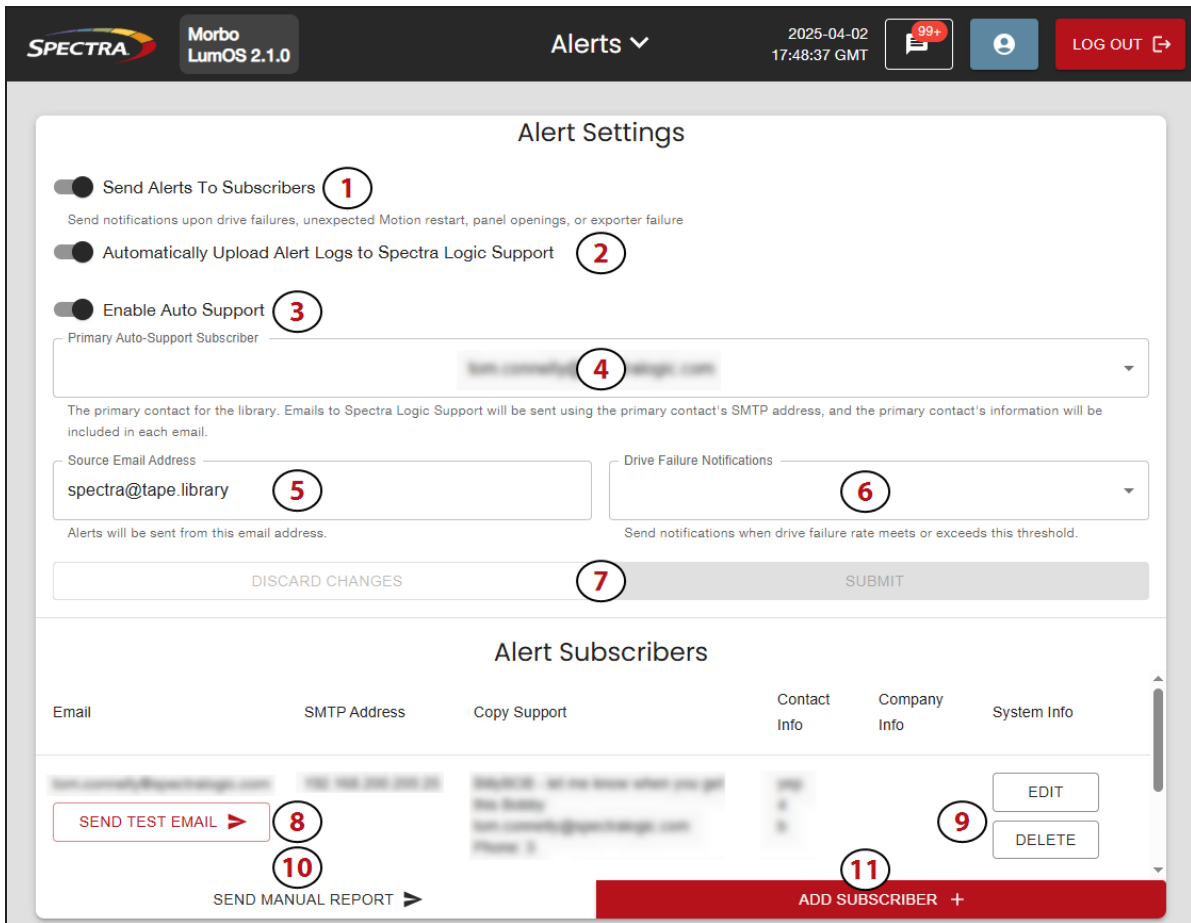 SPECTRA
Morbo
LumOS 2.1.0
Alerts
2025-04-02
17:48:37 GMT
99+
LOG OUT
Alert Settings
Send Alerts To Subscribers 1
Send notifications upon drive failures, unexpected Motion restart, panel openings, or exporter failure
Automatically Upload Alert Logs to Spectra Logic Support 2
Enable Auto Support 3
Primary Auto-Support Subscriber
4
The primary contact for the library. Emails to Spectra Logic Support will be sent using the primary contact's SMTP address, and the primary contact's information will be
included in each email.
Source Email Address
spectra@tape.library 5
Alerts will be sent from this email address.
Drive Failure Notifications
6
Send notifications when drive failure rate meets or exceeds this threshold.
DISCARD CHANGES 7 SUBMIT
Alert Subscribers
Email SMTP Address Copy Support Contact Info Company Info System Info
SEND TEST EMAIL 8
9
EDIT
DELETE
10
SEND MANUAL REPORT
11
ADD SUBSCRIBER +